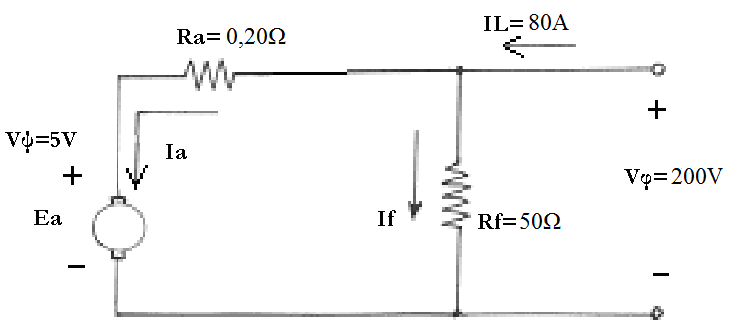 IL= 80A
Ra= 0,20Ω
Vψ=5V
+
Ia
+
Vφ=200V
Ea
If
Rf=50Ω
−
−